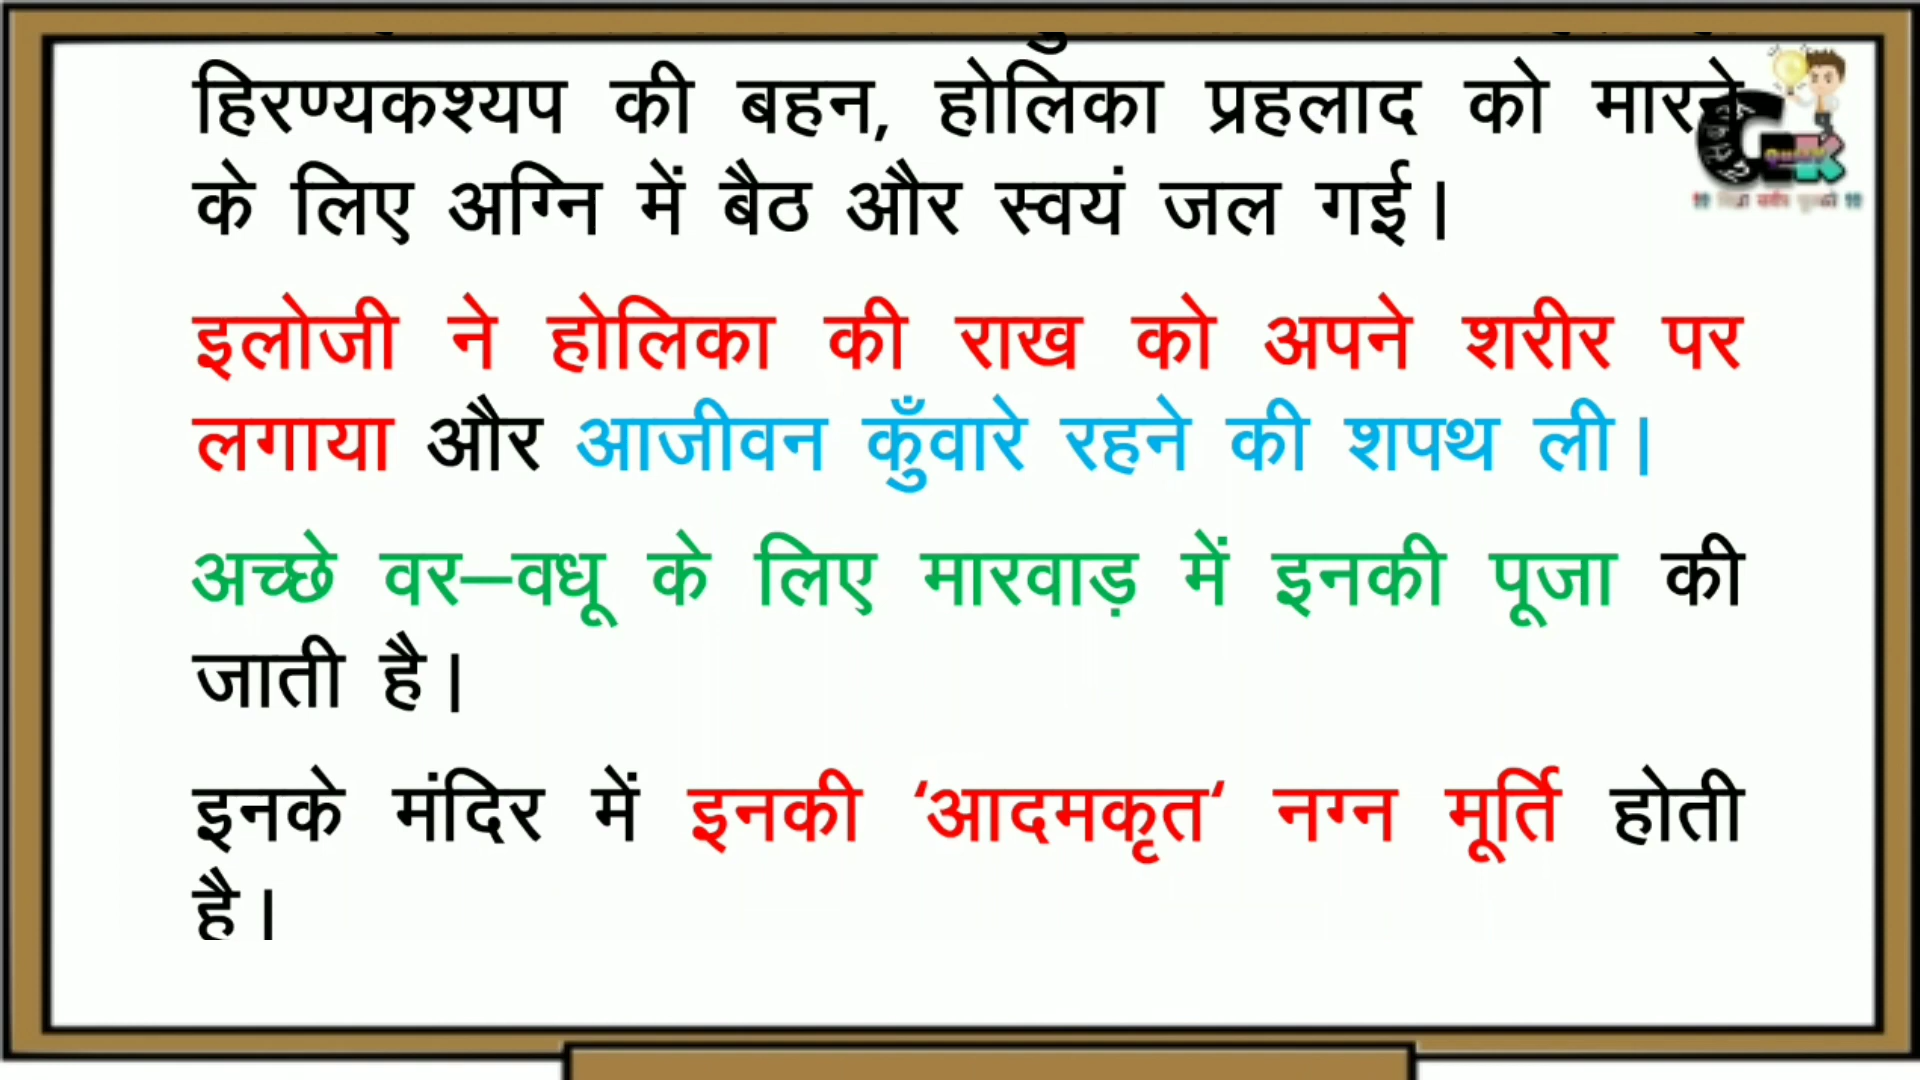 हिरण्यकश्यप की बहन, होलिका प्रहलाद को मारने
के लिए अग्नि में बैठ और स्वयं जल गई।
इलोजी ने होलिका की राख को अपने शरीर पर
लगाया और आजीवन कुँवारे रहने की शपथ ली।
अच्छे वर–वधू के लिए मारवाड़ में इनकी पूजा की
जाती है।
इनके मंदिर में इनकी ‘आदमकृत‘ नग्न मूर्ति होती
है।